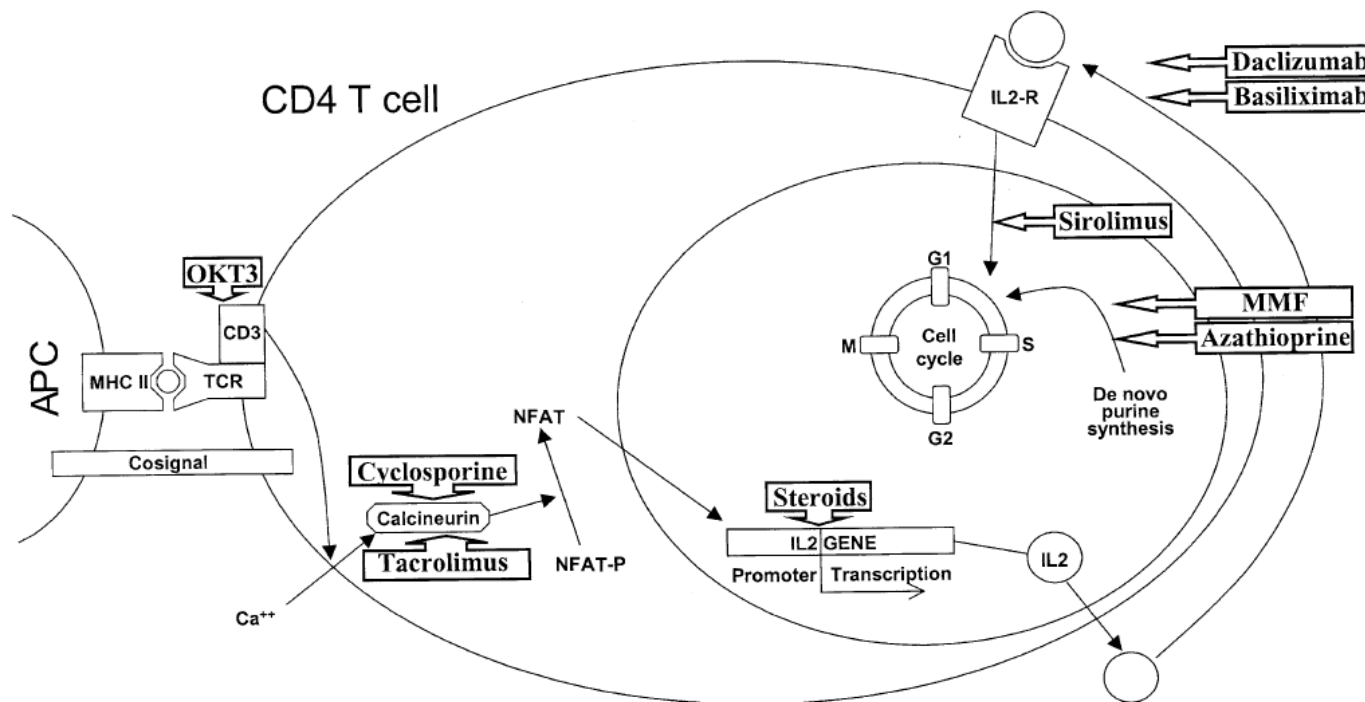 CD4 T cell
Daclizumab
Basiliximab
IL2-R
Sirolimus
OKT3
CD3
APC
MHC II
TCR
Cosignal
G1
M
Cell
cycle
S
G2
MMF
Azathioprine
De novo
purine
synthesis
NFAT
Cyclosporine
Calcineurin
Tacrolimus
NFAT-P
Ca++
Steroids
IL2 GENE
Promoter
Transcription
IL2